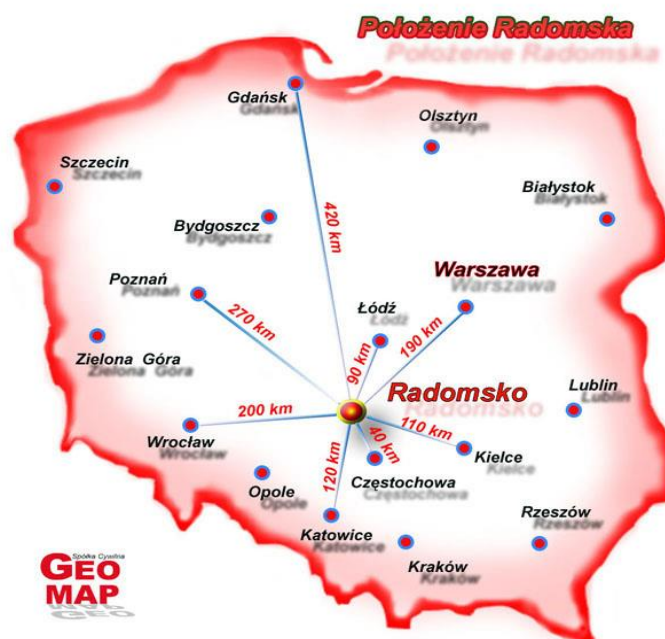 Położenie Radomska
Gdańsk
Olsztyn
Szczecin
Białystok
Bydgoszcz
420 km
Warszawa
Poznań
270 km
Łódź
190 km
90 km
Zielona Góra
Radomsko
Lublin
200 km
110 km
Wrocław
40 km
Kielce
120 km
Częstochowa
Opole
Rzeszów
Katowice
Kraków
Spółka Cywilna
GEO
MAP